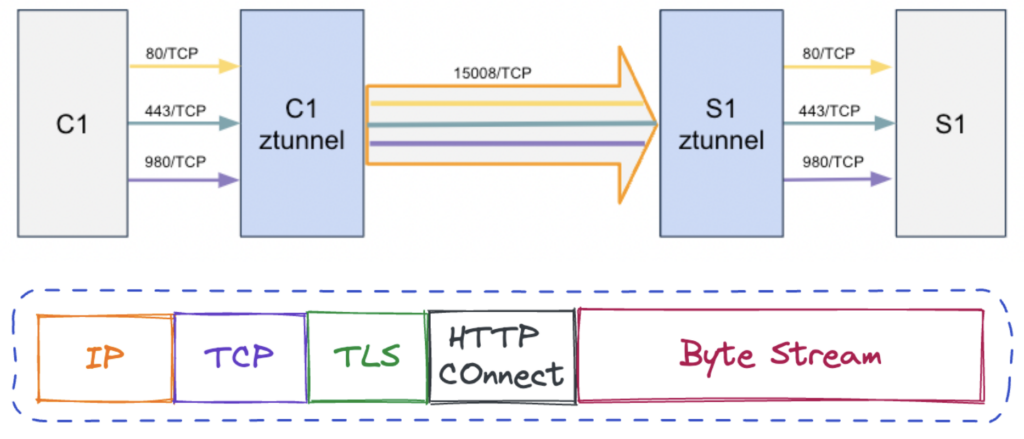 80/TCP
443/TCP
980/TCP
C1
C1
ztunnel
15008/TCP
S1
ztunnel
80/TCP
443/TCP
980/TCP
S1
IP
TCP
TLS
HTTP
COnnect
Byte Stream